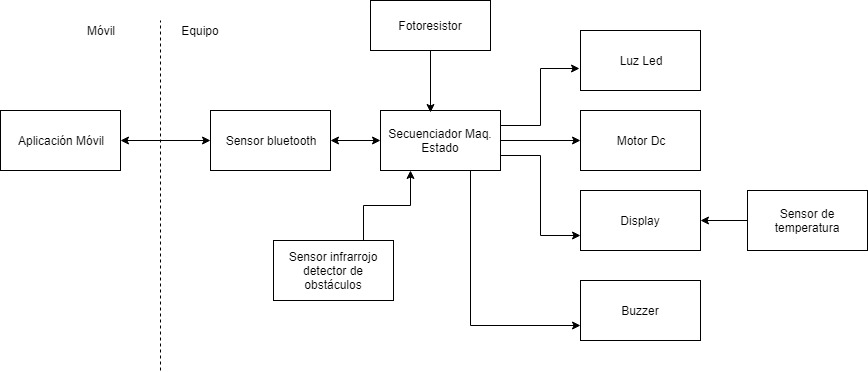 Móvil
Equipo
Fotoresistor
Luz Led
Aplicación Móvil
Sensor bluetooth
Secuenciador Maq.
Estado
Motor Dc
Display
Sensor de
temperatura
Sensor infrarrojo
detector de
obstáculos
Buzzer